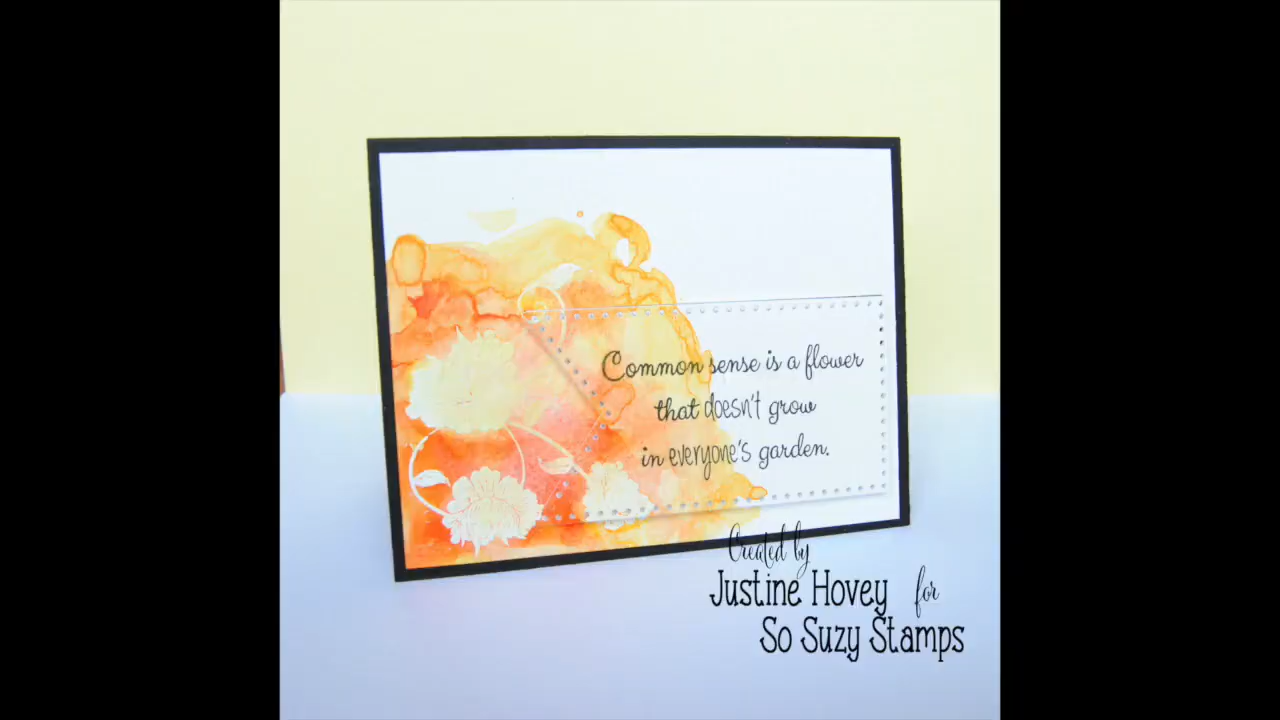 Common sense is a flower
that doesn't grow
in everyone's garden.
Created by
Justine Hovey for
So Suzy Stamps